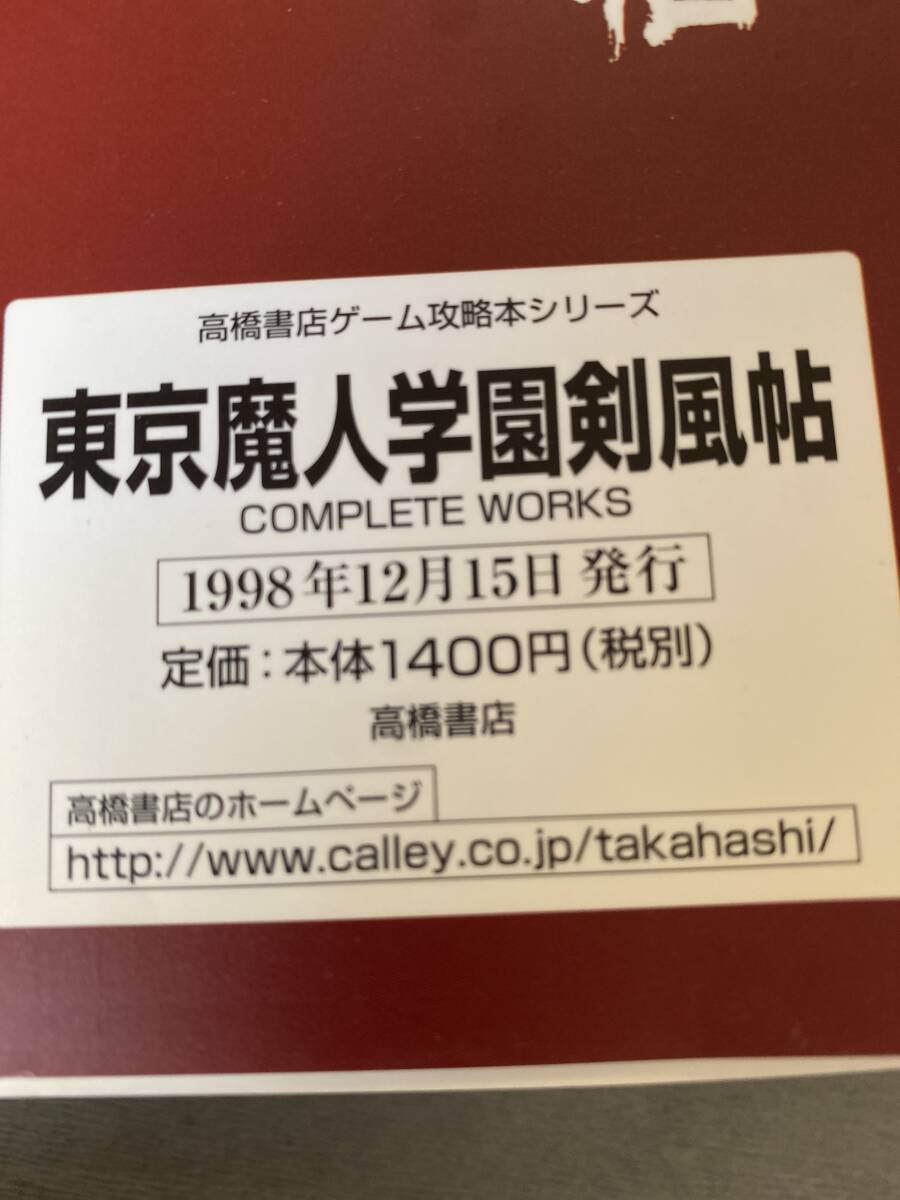 高橋書店ゲーム攻略本シリーズ
東京魔人学園剣風帖
COMPLETE WORKS
1998年12月15日 発行
定価：本体1400円（税別）
高橋書店
高橋書店のホームページ
http://www.calley.co.jp/takahashi/